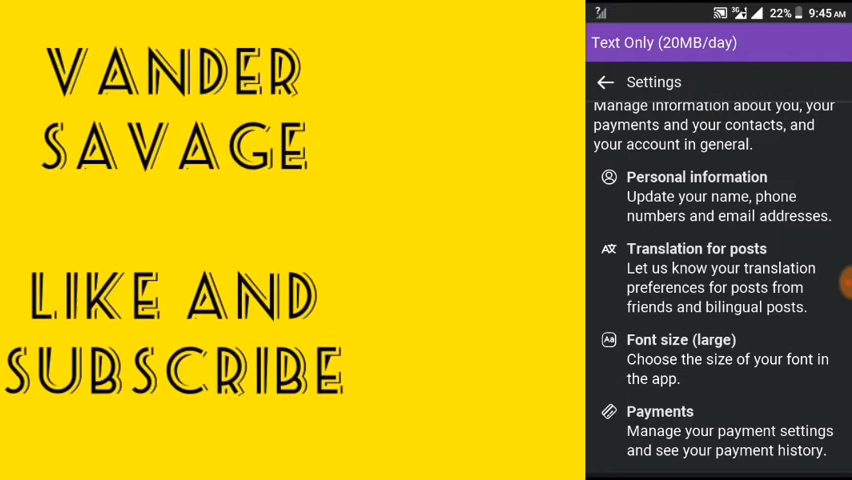 VANDER
SAVAGE
LIKE AND
SUBSCRIBE
? 3G 22% 9:45 AM
Text Only (20MB/day)
Settings
Manage information about you, your
payments and your contacts, and
your account in general.
Personal information
Update your name, phone
numbers and email addresses.
Translation for posts
Let us know your translation
preferences for posts from
friends and bilingual posts.
Aa Font size (large)
Choose the size of your font in
the app.
Payments
Manage your payment settings
and see your payment history.